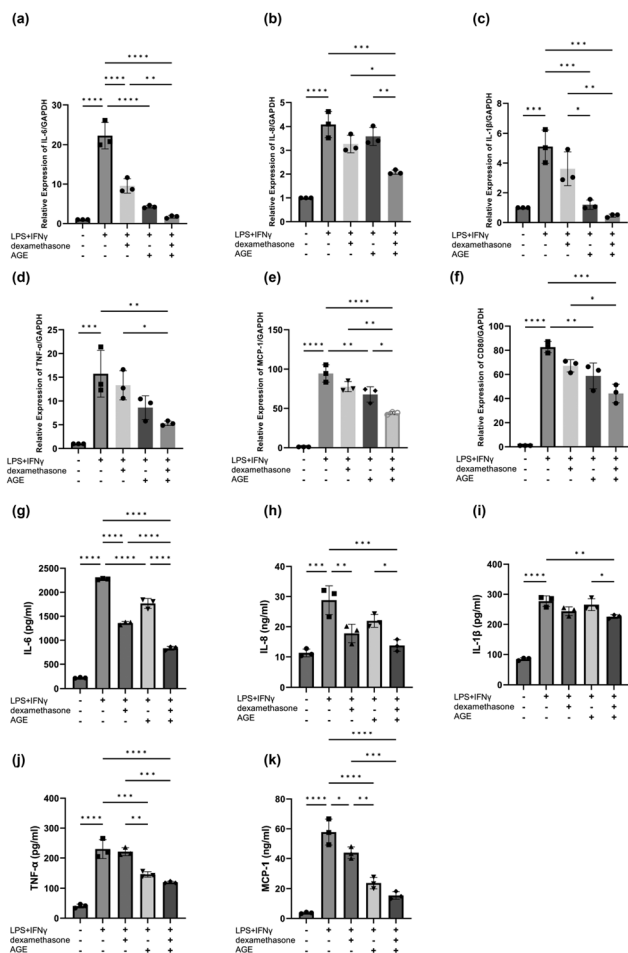 (a)
****
**** **
**** ****
Relative Expression of IL-6/GAPDH
30
20
10
0
LPS+IFNγ - + + + +
dexamethasone - - + - +
AGE - - - + +
(b)
***
*
**** **
Relative Expression of IL-8/GAPDH
5
4
3
2
1
0
LPS+IFNγ - + + + +
dexamethasone - - + - +
AGE - - - + +
(c)
***
***
**
*** *
Relative Expression of IL-1β/GAPDH
8
6
4
2
0
LPS+IFNγ - + + + +
dexamethasone - - + - +
AGE - - - + +
(d)
**
*** *
Relative Expression of TNF-α/GAPDH
25
20
15
10
5
0
LPS+IFNγ - + + + +
dexamethasone - - + - +
AGE - - - + +
(e)
****
**
**** ** *
Relative Expression of MCP-1/GAPDH
150
100
50
0
LPS+IFNγ - + + + +
dexamethasone - - + - +
AGE - - - + +
(f)
***
*
**** **
Relative Expression of CD80/GAPDH
100
80
60
40
20
0
LPS+IFNγ - + + + +
dexamethasone - - + - +
AGE - - - + +
(g)
****
**** ****
**** **** ****
IL-6 (pg/ml)
2500
2000
1500
1000
500
0
LPS+IFNγ - + + + +
dexamethasone - - + - +
AGE - - - + +
(h)
***
*** ** *
IL-8 (ng/ml)
40
30
20
10
0
LPS+IFNγ - + + + +
dexamethasone - - + - +
AGE - - - + +
(i)
**
**** *
IL-1β (pg/ml)
400
300
200
100
0
LPS+IFNγ - + + + +
dexamethasone - - + - +
AGE - - - + +
(j)
****
***
***
**** **
TNF-α (pg/ml)
400
300
200
100
0
LPS+IFNγ - + + + +
dexamethasone - - + - +
AGE - - - + +
(k)
****
***
****
**** * **
MCP-1 (ng/ml)
80
60
40
20
0
LPS+IFNγ - + + + +
dexamethasone - - + - +
AGE - - - + +